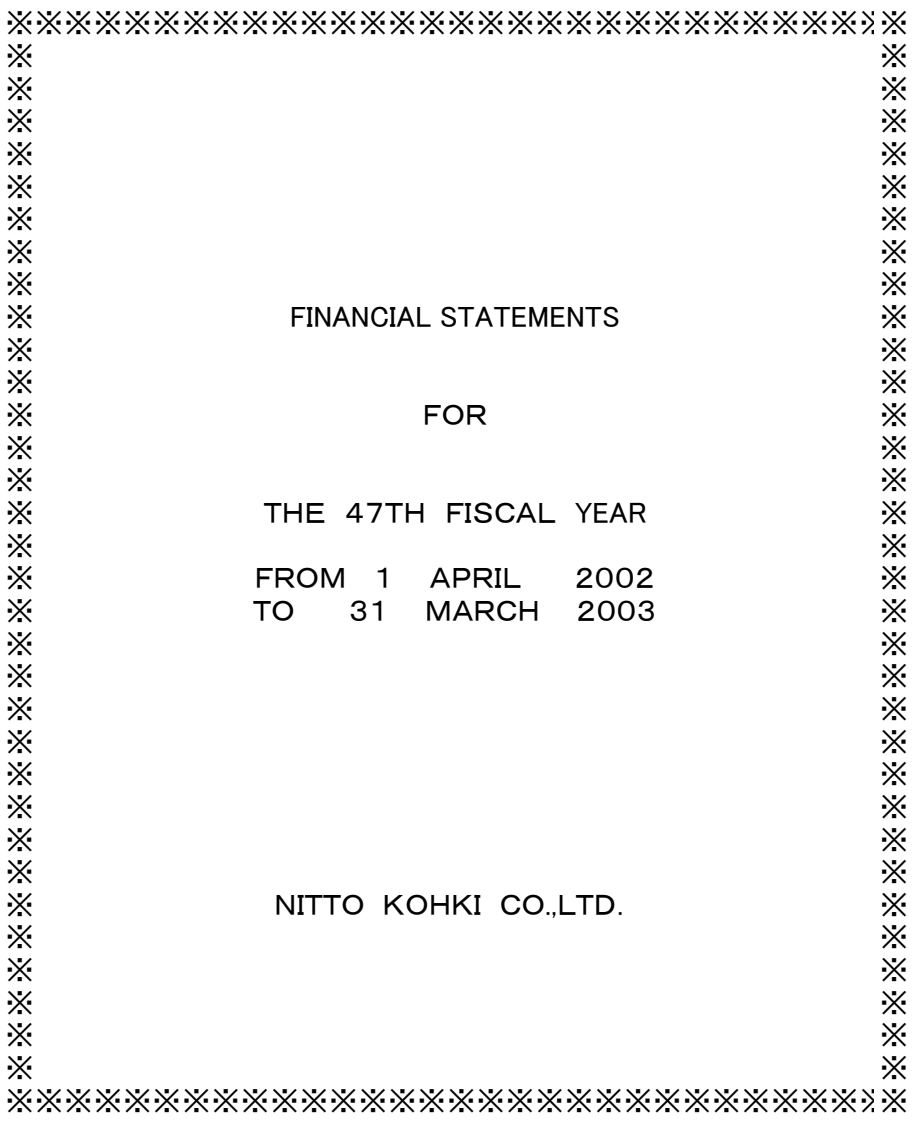 ※※※※※※※※※※※※※※※※※※※※※※※※※※※※※※※
FINANCIAL STATEMENTS
FOR
THE 47TH FISCAL YEAR
FROM 1 APRIL 2002
TO 31 MARCH 2003
NITTO KOHKI CO.,LTD.
※※※※※※※※※※※※※※※※※※※※※※※※※※※※※※※